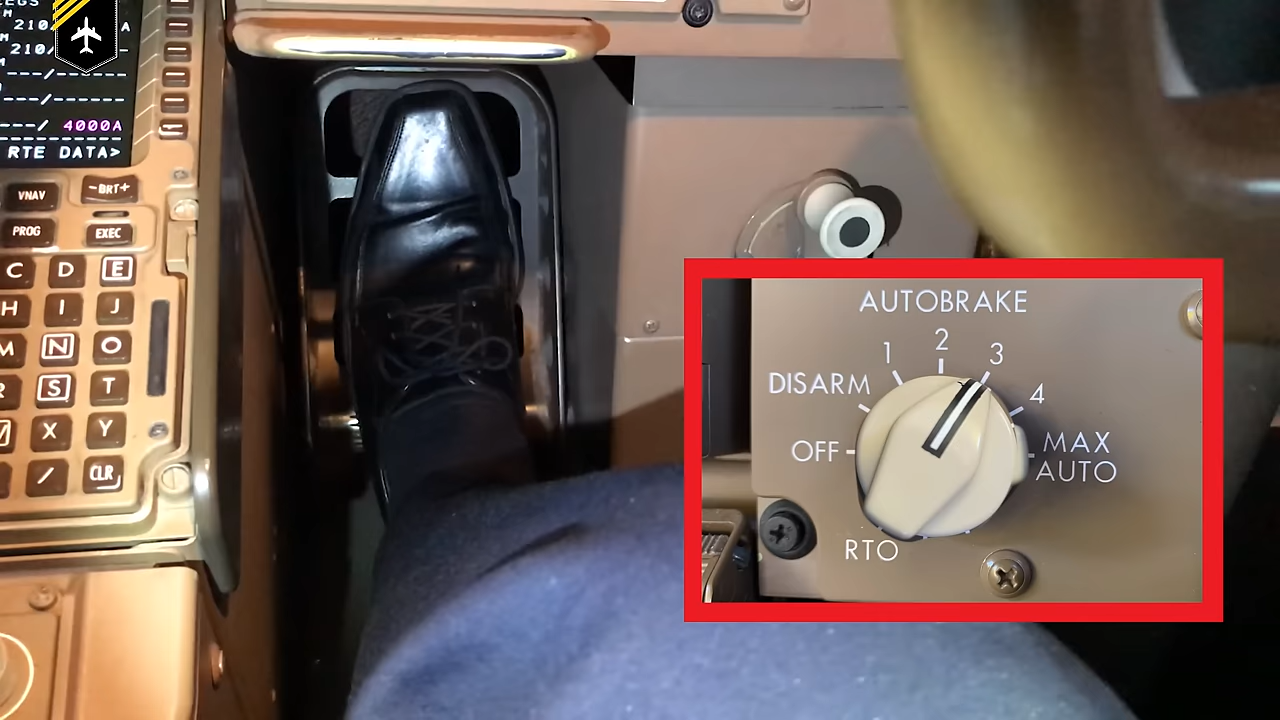 LEGS
M
210/
A
210/
---/------
---/------
---/ 4000A
RTE DATA>
VNAV
-BRT+
PROG
EXEC
C D E
H I J
M N O
R S T
X Y
/ CLR
AUTOBRAKE
1 2 3 4
DISARM
OFF
MAX
AUTO
RTO